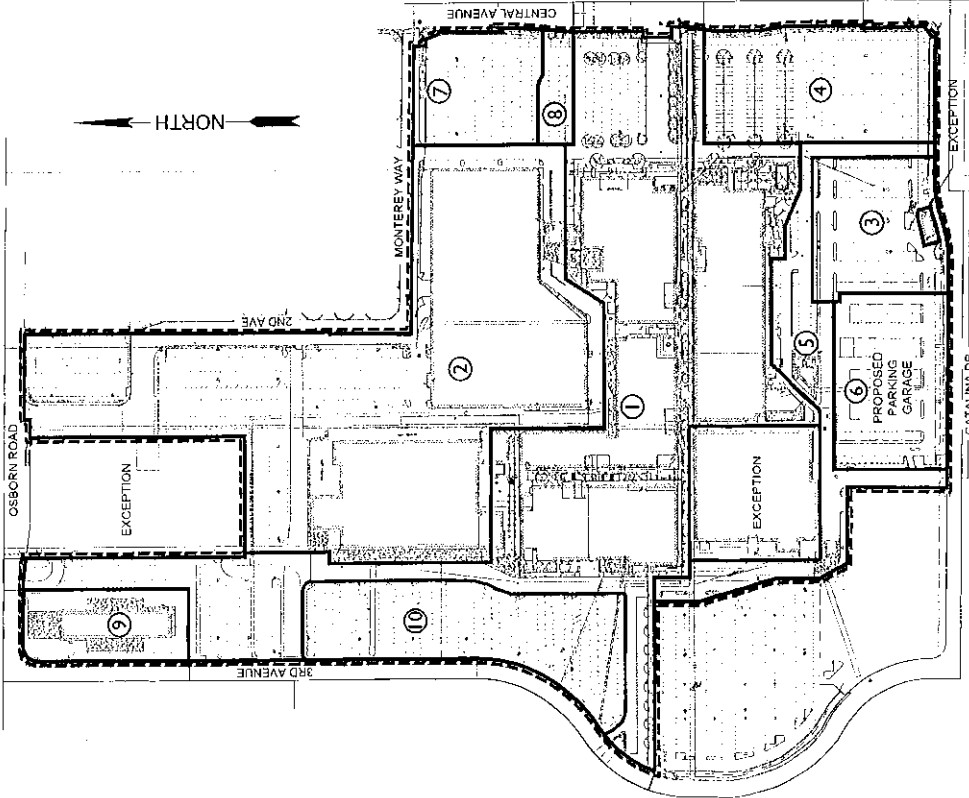 CENTRAL AVENUE
NORTH
7
8
4
MONTEREY WAY
EXCEPTION
3
2ND AVE
2
5
1
6
PROPOSED
PARKING
GARAGE
OSBORN ROAD
EXCEPTION
EXCEPTION
9
10
3RD AVENUE